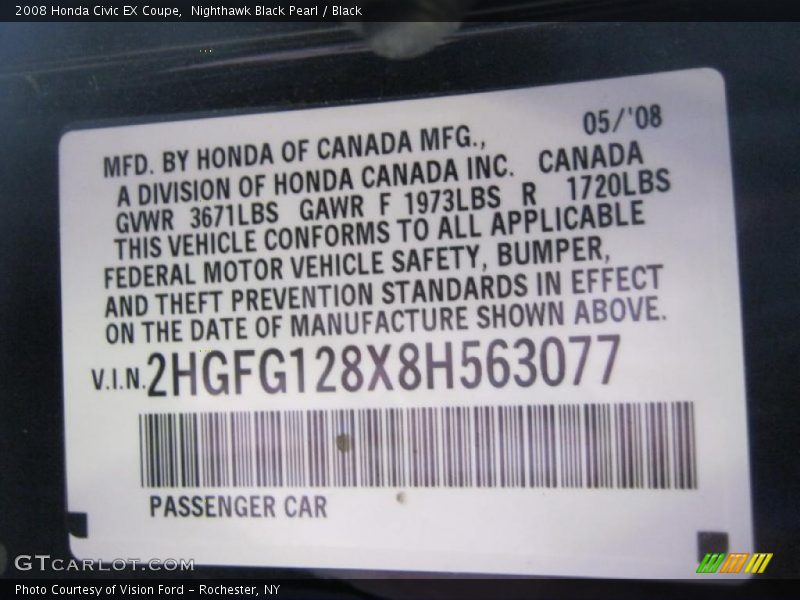 2008 Honda Civic EX Coupe,  Nighthawk Black Pearl / Black
05/'08
MFD. BY HONDA OF CANADA MFG.,
A DIVISION OF HONDA CANADA INC. CANADA
GVWR 3671LBS GAWR F 1973LBS R 1720LBS
THIS VEHICLE CONFORMS TO ALL APPLICABLE
FEDERAL MOTOR VEHICLE SAFETY, BUMPER,
AND THEFT PREVENTION STANDARDS IN EFFECT
ON THE DATE OF MANUFACTURE SHOWN ABOVE.
V.I.N. 2HGFG128X8H563077
PASSENGER CAR
GTCARLOT.COM
Photo Courtesy of Vision Ford – Rochester, NY